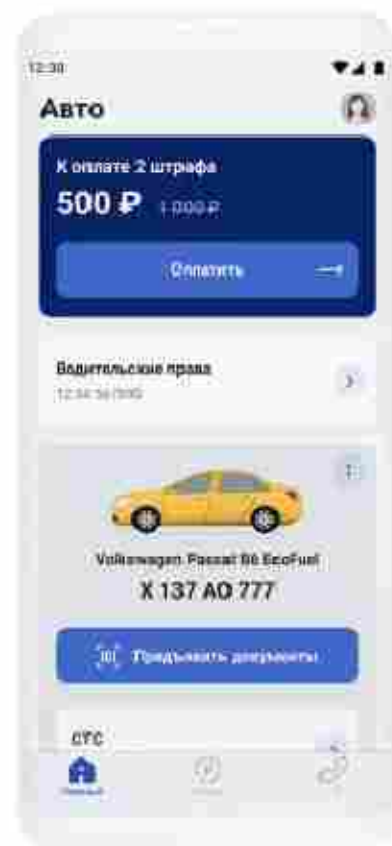 12:30
Авто
К оплате 2 штрафа
500 ₽ 1 000 ₽
Оплатить
Водительские права
Volkswagen Passat B6 EcoFuel
X 137 AO 777
Предъявить документы
СТС